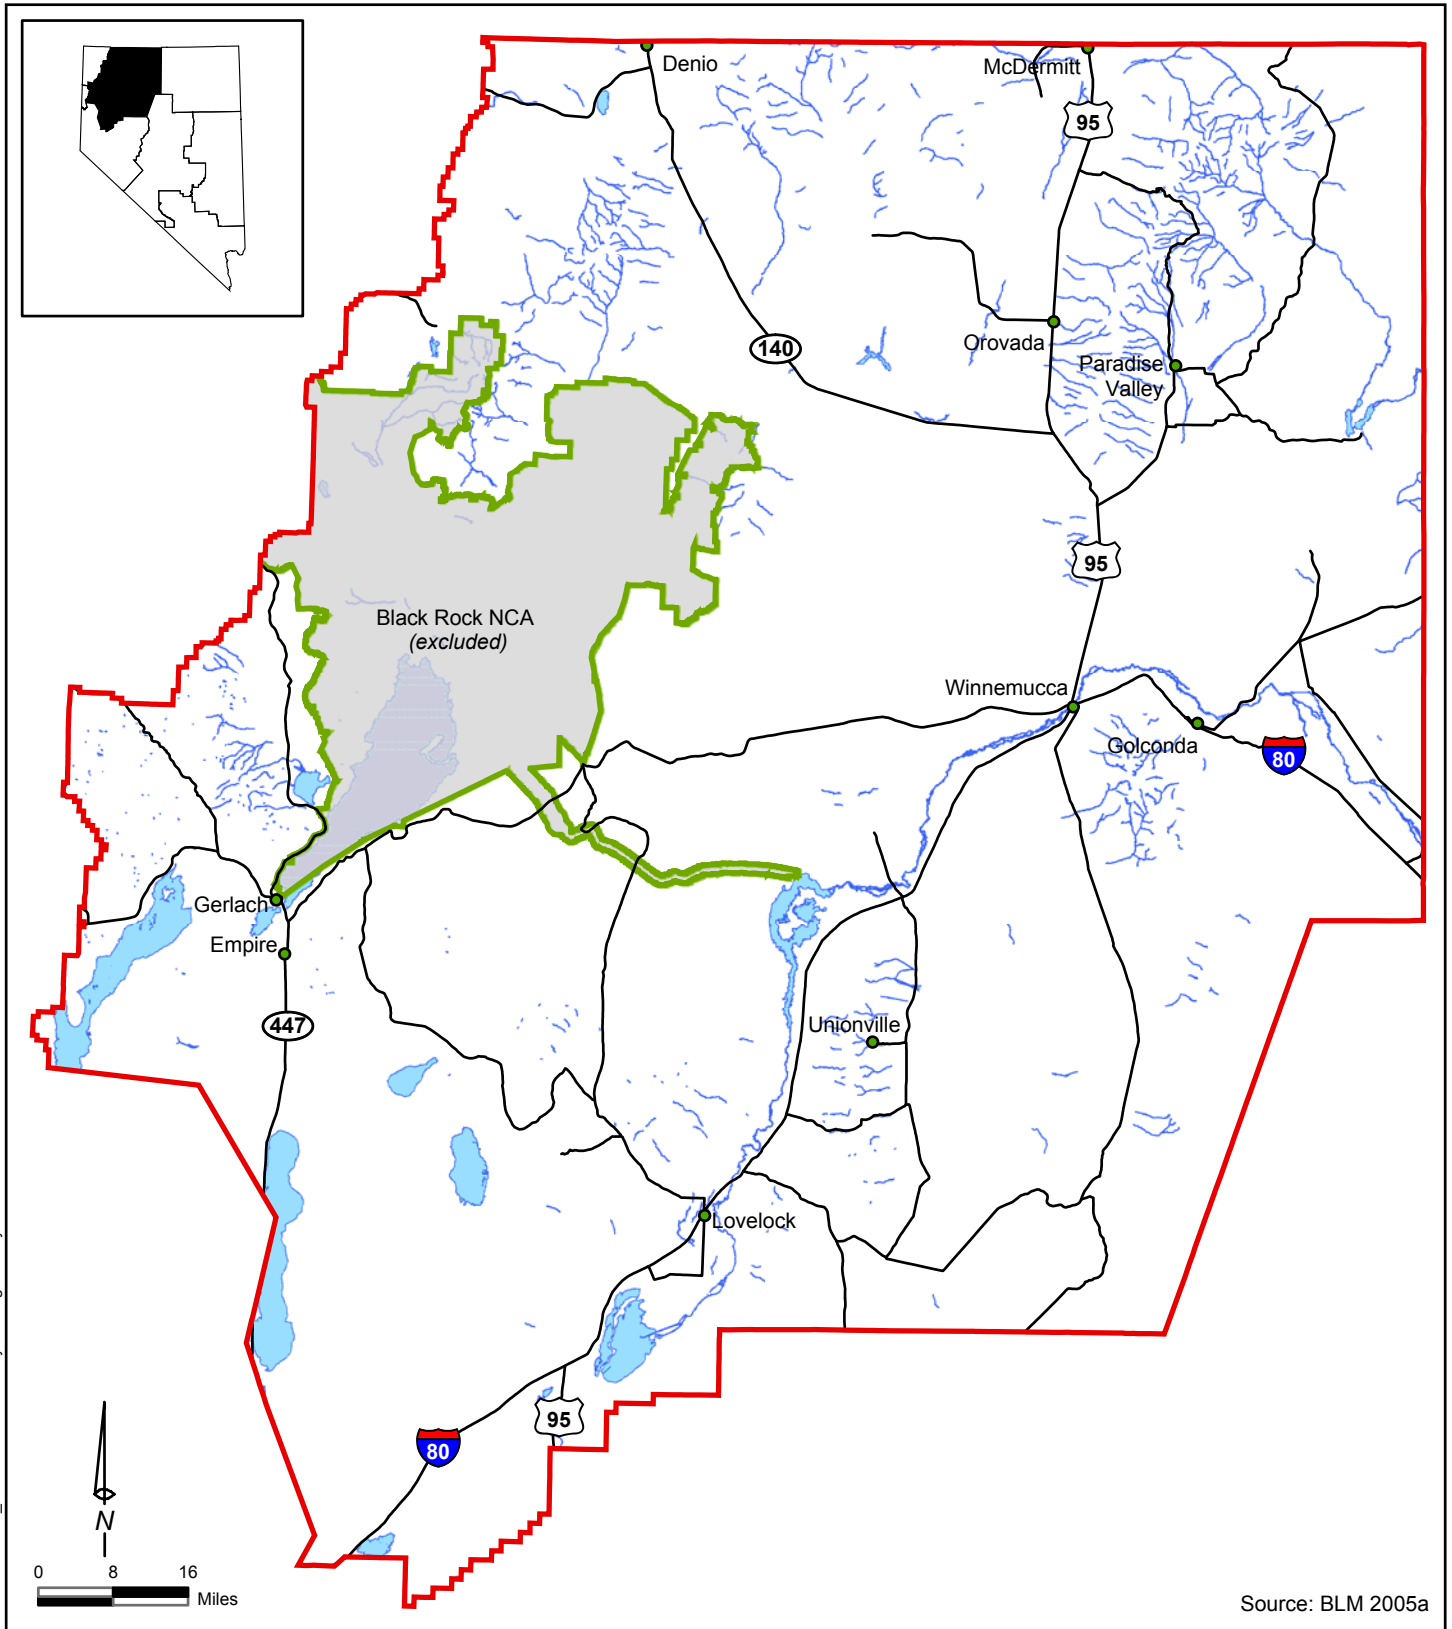 Denio
McDermitt
95
140
Orovada
Paradise
Valley
95
Black Rock NCA
(excluded)
Winnemucca
Golconda
80
Gerlach
Empire
447
Unionville
Lovelock
95
80
N
0 8 16
Miles
Source: BLM 2005a